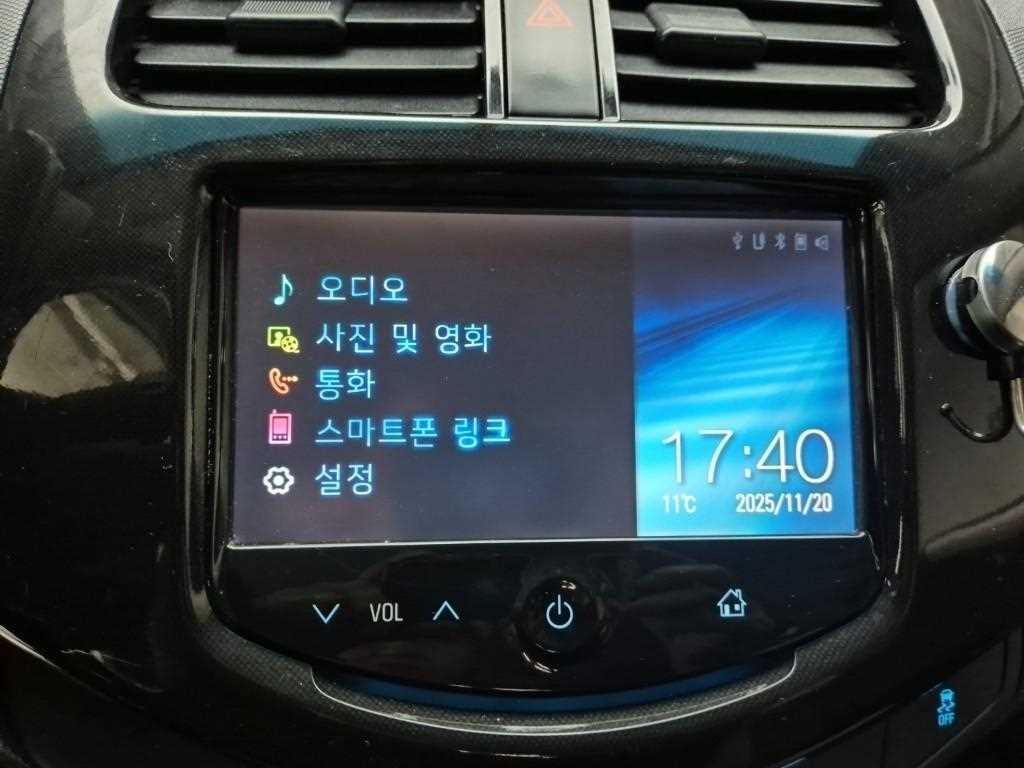 오디오
사진 및 영화
통화
스마트폰 링크
설정
17:40
11℃ 2025/11/20
VOL
OFF